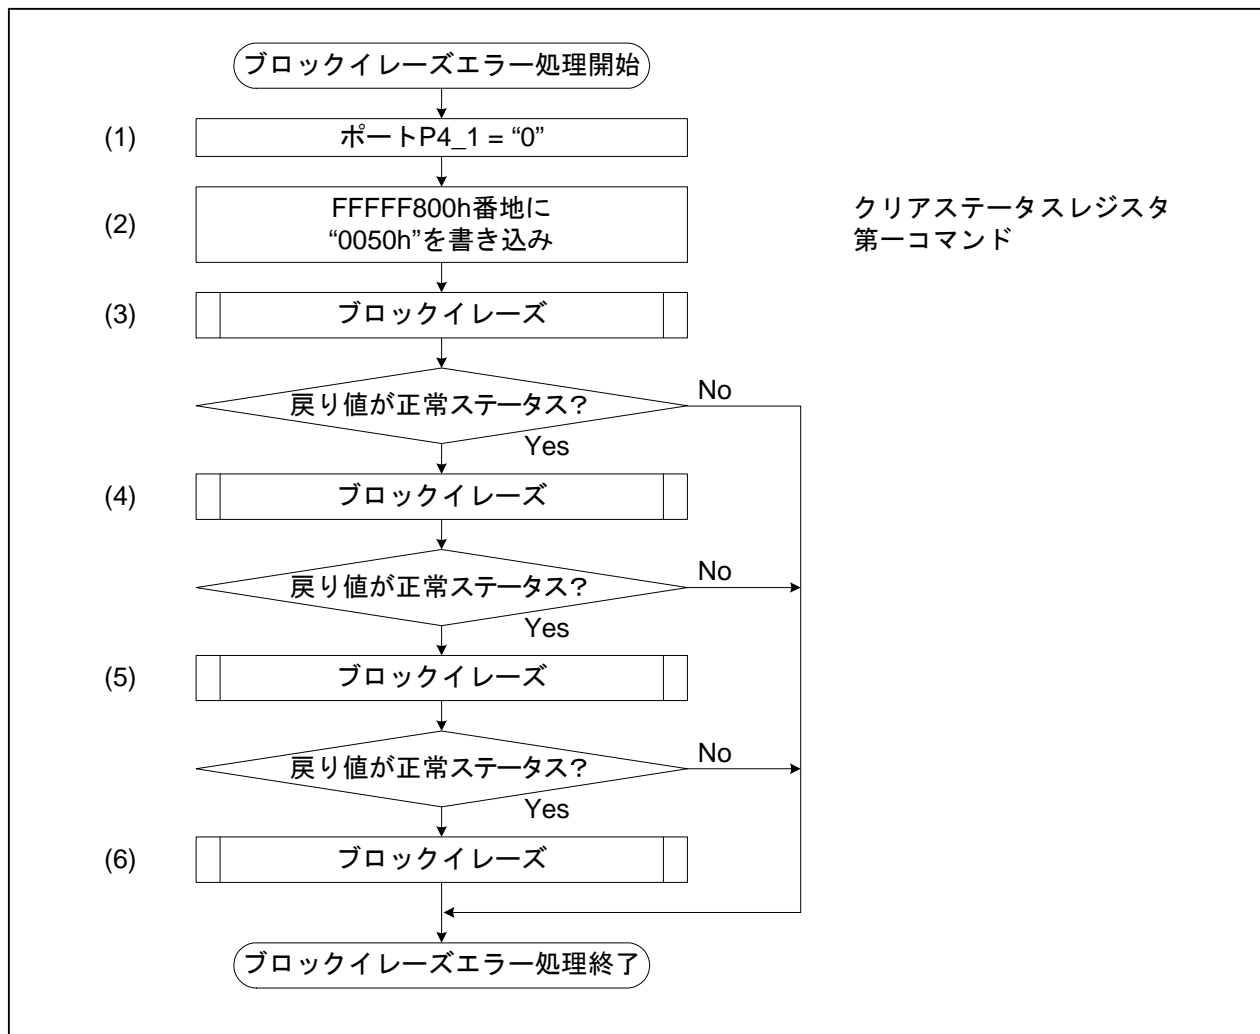 ブロックイレーズエラー処理開始
(1)
ポートP4_1 = “0”
(2)
FFFFF800h番地に
“0050h”を書き込み
クリアステータスレジスタ
第一コマンド
(3)
ブロックイレーズ
戻り値が正常ステータス?
No
Yes
(4)
ブロックイレーズ
戻り値が正常ステータス?
No
Yes
(5)
ブロックイレーズ
戻り値が正常ステータス?
No
Yes
(6)
ブロックイレーズ
ブロックイレーズエラー処理終了